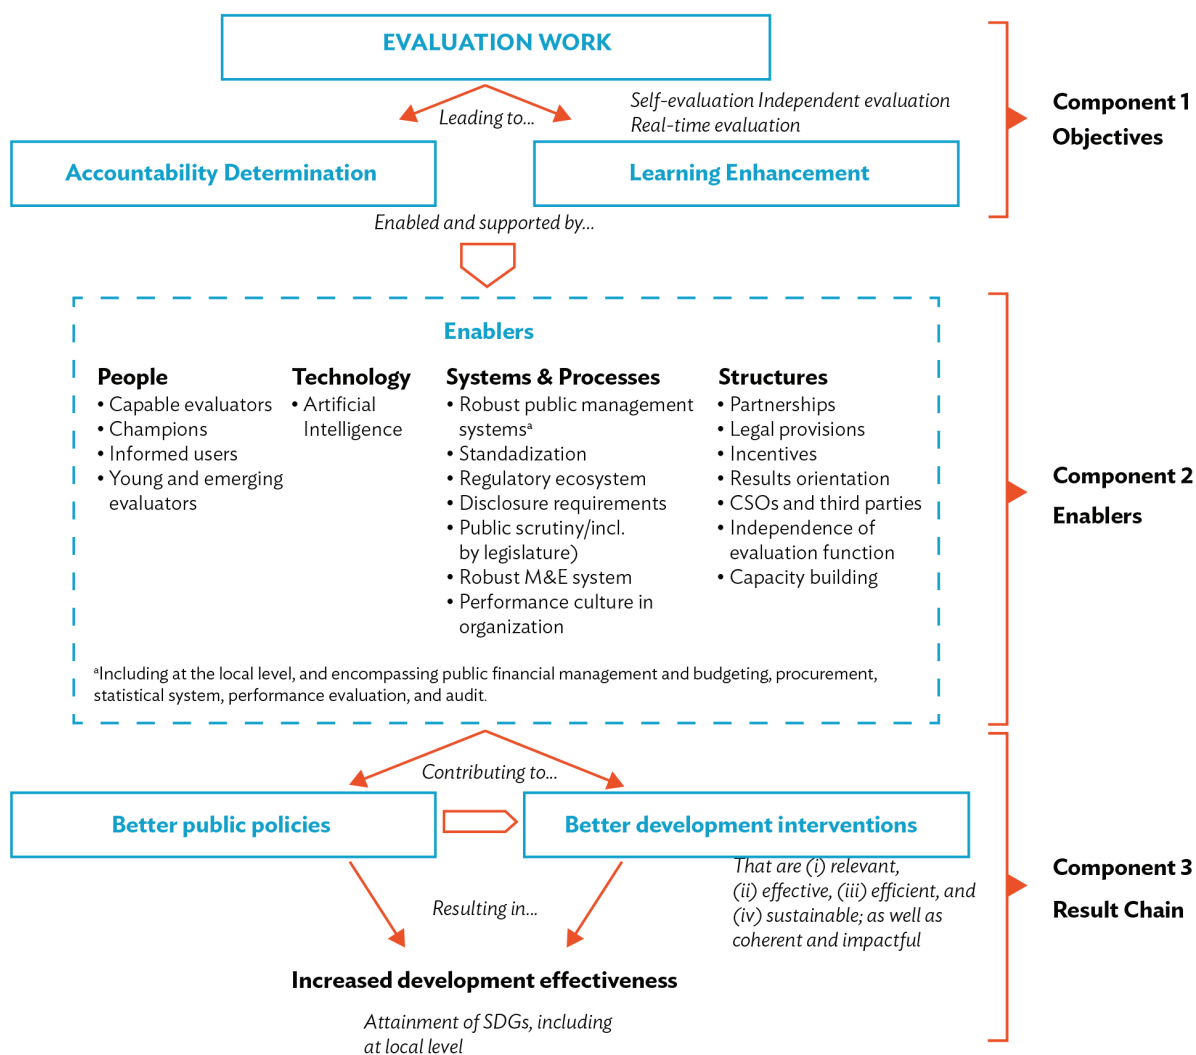 EVALUATION WORK
Leading to...
Self-evaluation Independent evaluation
Real-time evaluation
Component 1
Objectives
Accountability Determination
Learning Enhancement
Enabled and supported by...
Enablers
People
• Capable evaluators
• Champions
• Informed users
• Young and emerging
evaluators
Technology
• Artificial
Intelligence
Systems & Processes
• Robust public management
systemsᵃ
• Standadization
• Regulatory ecosystem
• Disclosure requirements
• Public scrutiny/incl.
by legislature)
• Robust M&E system
• Performance culture in
organization
Structures
• Partnerships
• Legal provisions
• Incentives
• Results orientation
• CSOs and third parties
• Independence of
evaluation function
• Capacity building
ᵃIncluding at the local level, and encompassing public financial management and budgeting, procurement,
statistical system, performance evaluation, and audit.
Component 2
Enablers
Contributing to...
Better public policies
Better development interventions
That are (i) relevant,
(ii) effective, (iii) efficient, and
(iv) sustainable; as well as
coherent and impactful
Resulting in...
Component 3
Result Chain
Increased development effectiveness
Attainment of SDGs, including
at local level